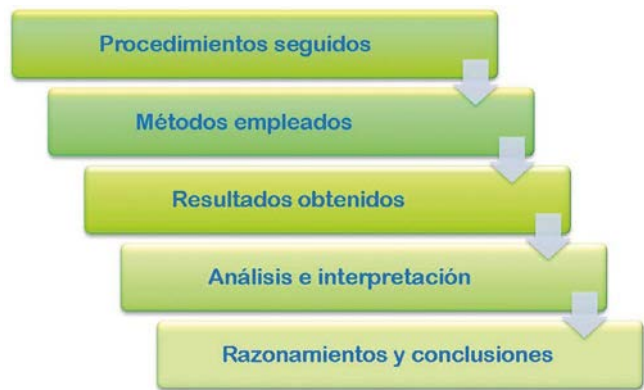 Procedimientos seguidos
Métodos empleados
Resultados obtenidos
Análisis e interpretación
Razonamientos y conclusiones